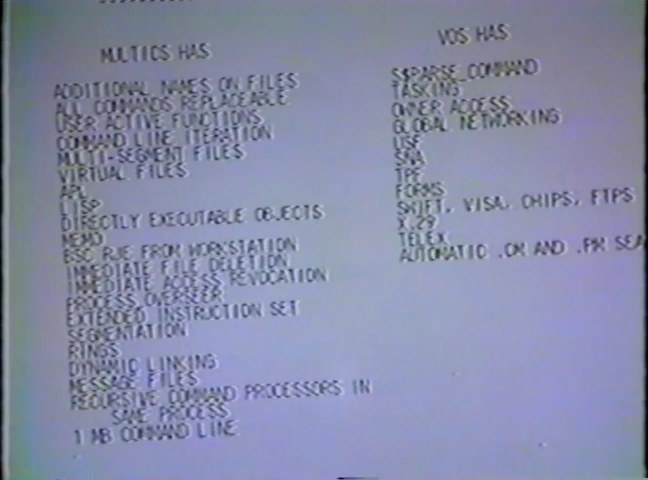 MULTICS HAS
ADDITIONAL NAMES ON FILES
ALL COMMANDS REPLACEABLE
USER ACTIVE FUNCTIONS
COMMAND LINE ITERATION
MULTI-SEGMENT FILES
VIRTUAL FILES
APL
LISP
DIRECTLY EXECUTABLE OBJECTS
MEMO
BSC RJE FROM WORKSTATION
IMMEDIATE FILE DELETION
IMMEDIATE ACCESS REVOCATION
PROCESS OVERSEER
EXTENDED INSTRUCTION SET
SEGMENTATION
RINGS
DYNAMIC LINKING
MESSAGE FILES
RECURSIVE COMMAND PROCESSORS IN
SAME PROCESS
1 MB COMMAND LINE
VOS HAS
S$PARSE_COMMAND
TASKING
OWNER ACCESS
GLOBAL NETWORKING
USF
SNA
TPF
FORMS
SWIFT, VISA, CHIPS, FTPS
X.29
TELEX
AUTOMATIC .CM AND .PM SEA